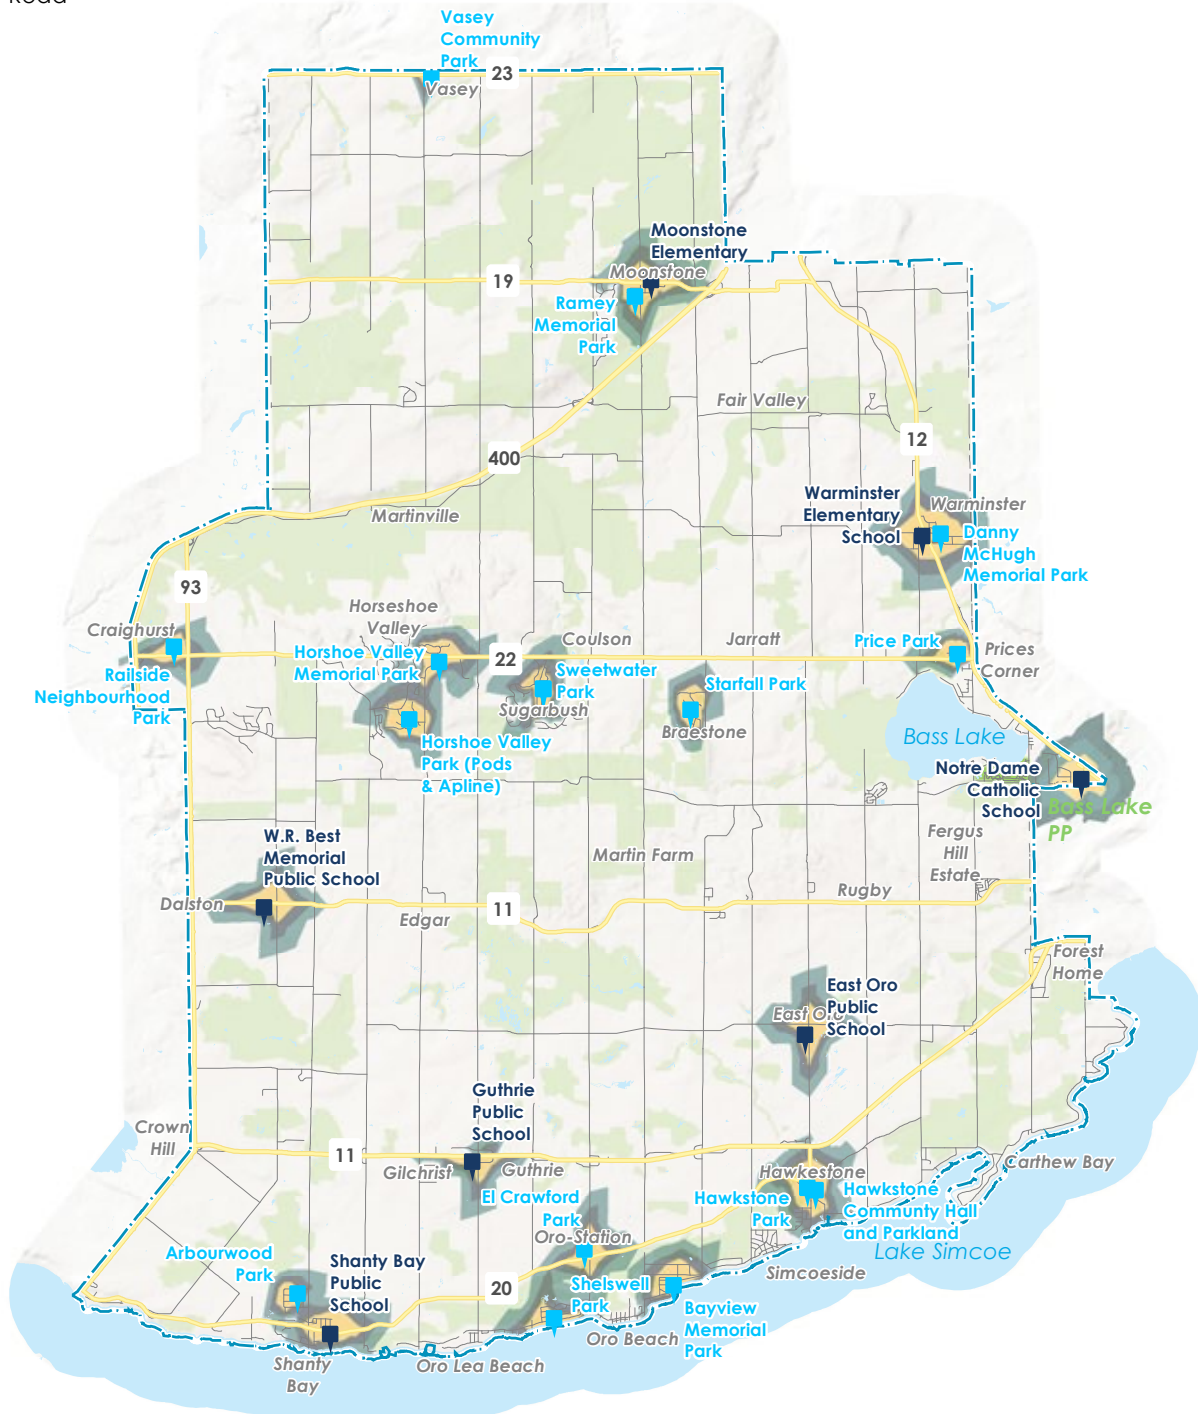 Road
Vasey
Community
Park
23
Vasey
Moonstone
Elementary
Moonstone
19
Ramey
Memorial
Park
Fair Valley
12
400
Martinville
Warminster
Elementary
School
Warminster
Danny
McHugh
Memorial Park
93
Craighurst
Railside
Neighbourhood
Park
Horseshoe
Valley
Horshoe Valley
Memorial Park
22
Coulson
Jarratt
Price Park
Prices
Corner
Sweetwater
Park
Sugarbush
Starfall Park
Braestone
Horshoe Valley
Park (Pods
& Apline)
Bass Lake
Notre Dame
Catholic
School
Bass Lake
PP
W.R. Best
Memorial
Public School
Martin Farm
Fergus
Hill
Estate
Dalston
Edgar
11
Rugby
Forest
Home
East Oro
Public
School
East Oro
Guthrie
Public
School
Crown
Hill
11
Gilchrist
Guthrie
Hawkestone
Carthew Bay
El Crawford
Park
Hawkstone
Park
Hawkstone
Communty Hall
and Parkland
Oro-Station
Lake Simcoe
Arbourwood
Park
Shanty Bay
Public
School
20
Shelswell
Park
Simcoeside
Bayview
Memorial
Park
Oro Beach
Shanty
Bay
Oro Lea Beach